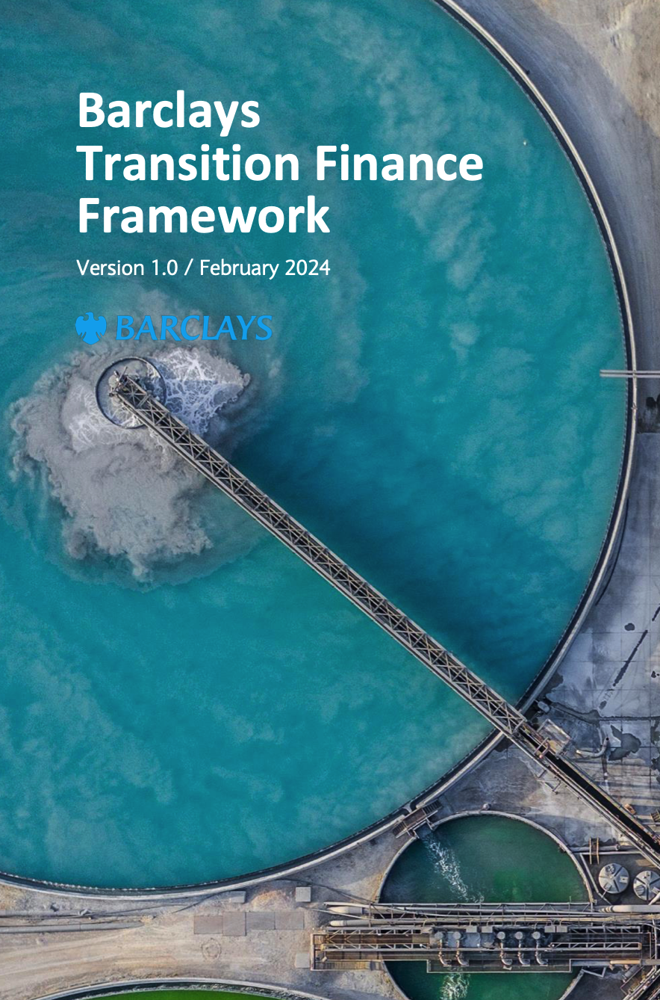 Barclays
Transition Finance
Framework
Version 1.0 / February 2024
BARCLAYS